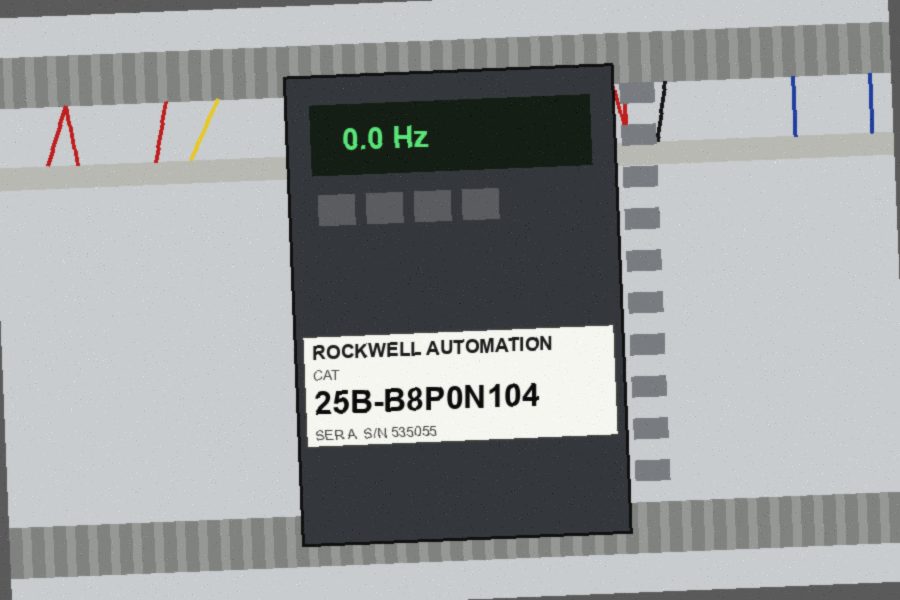 0.0 Hz
ROCKWELL AUTOMATION
CAT
25B-B8P0N104
SER A  S/N 535055